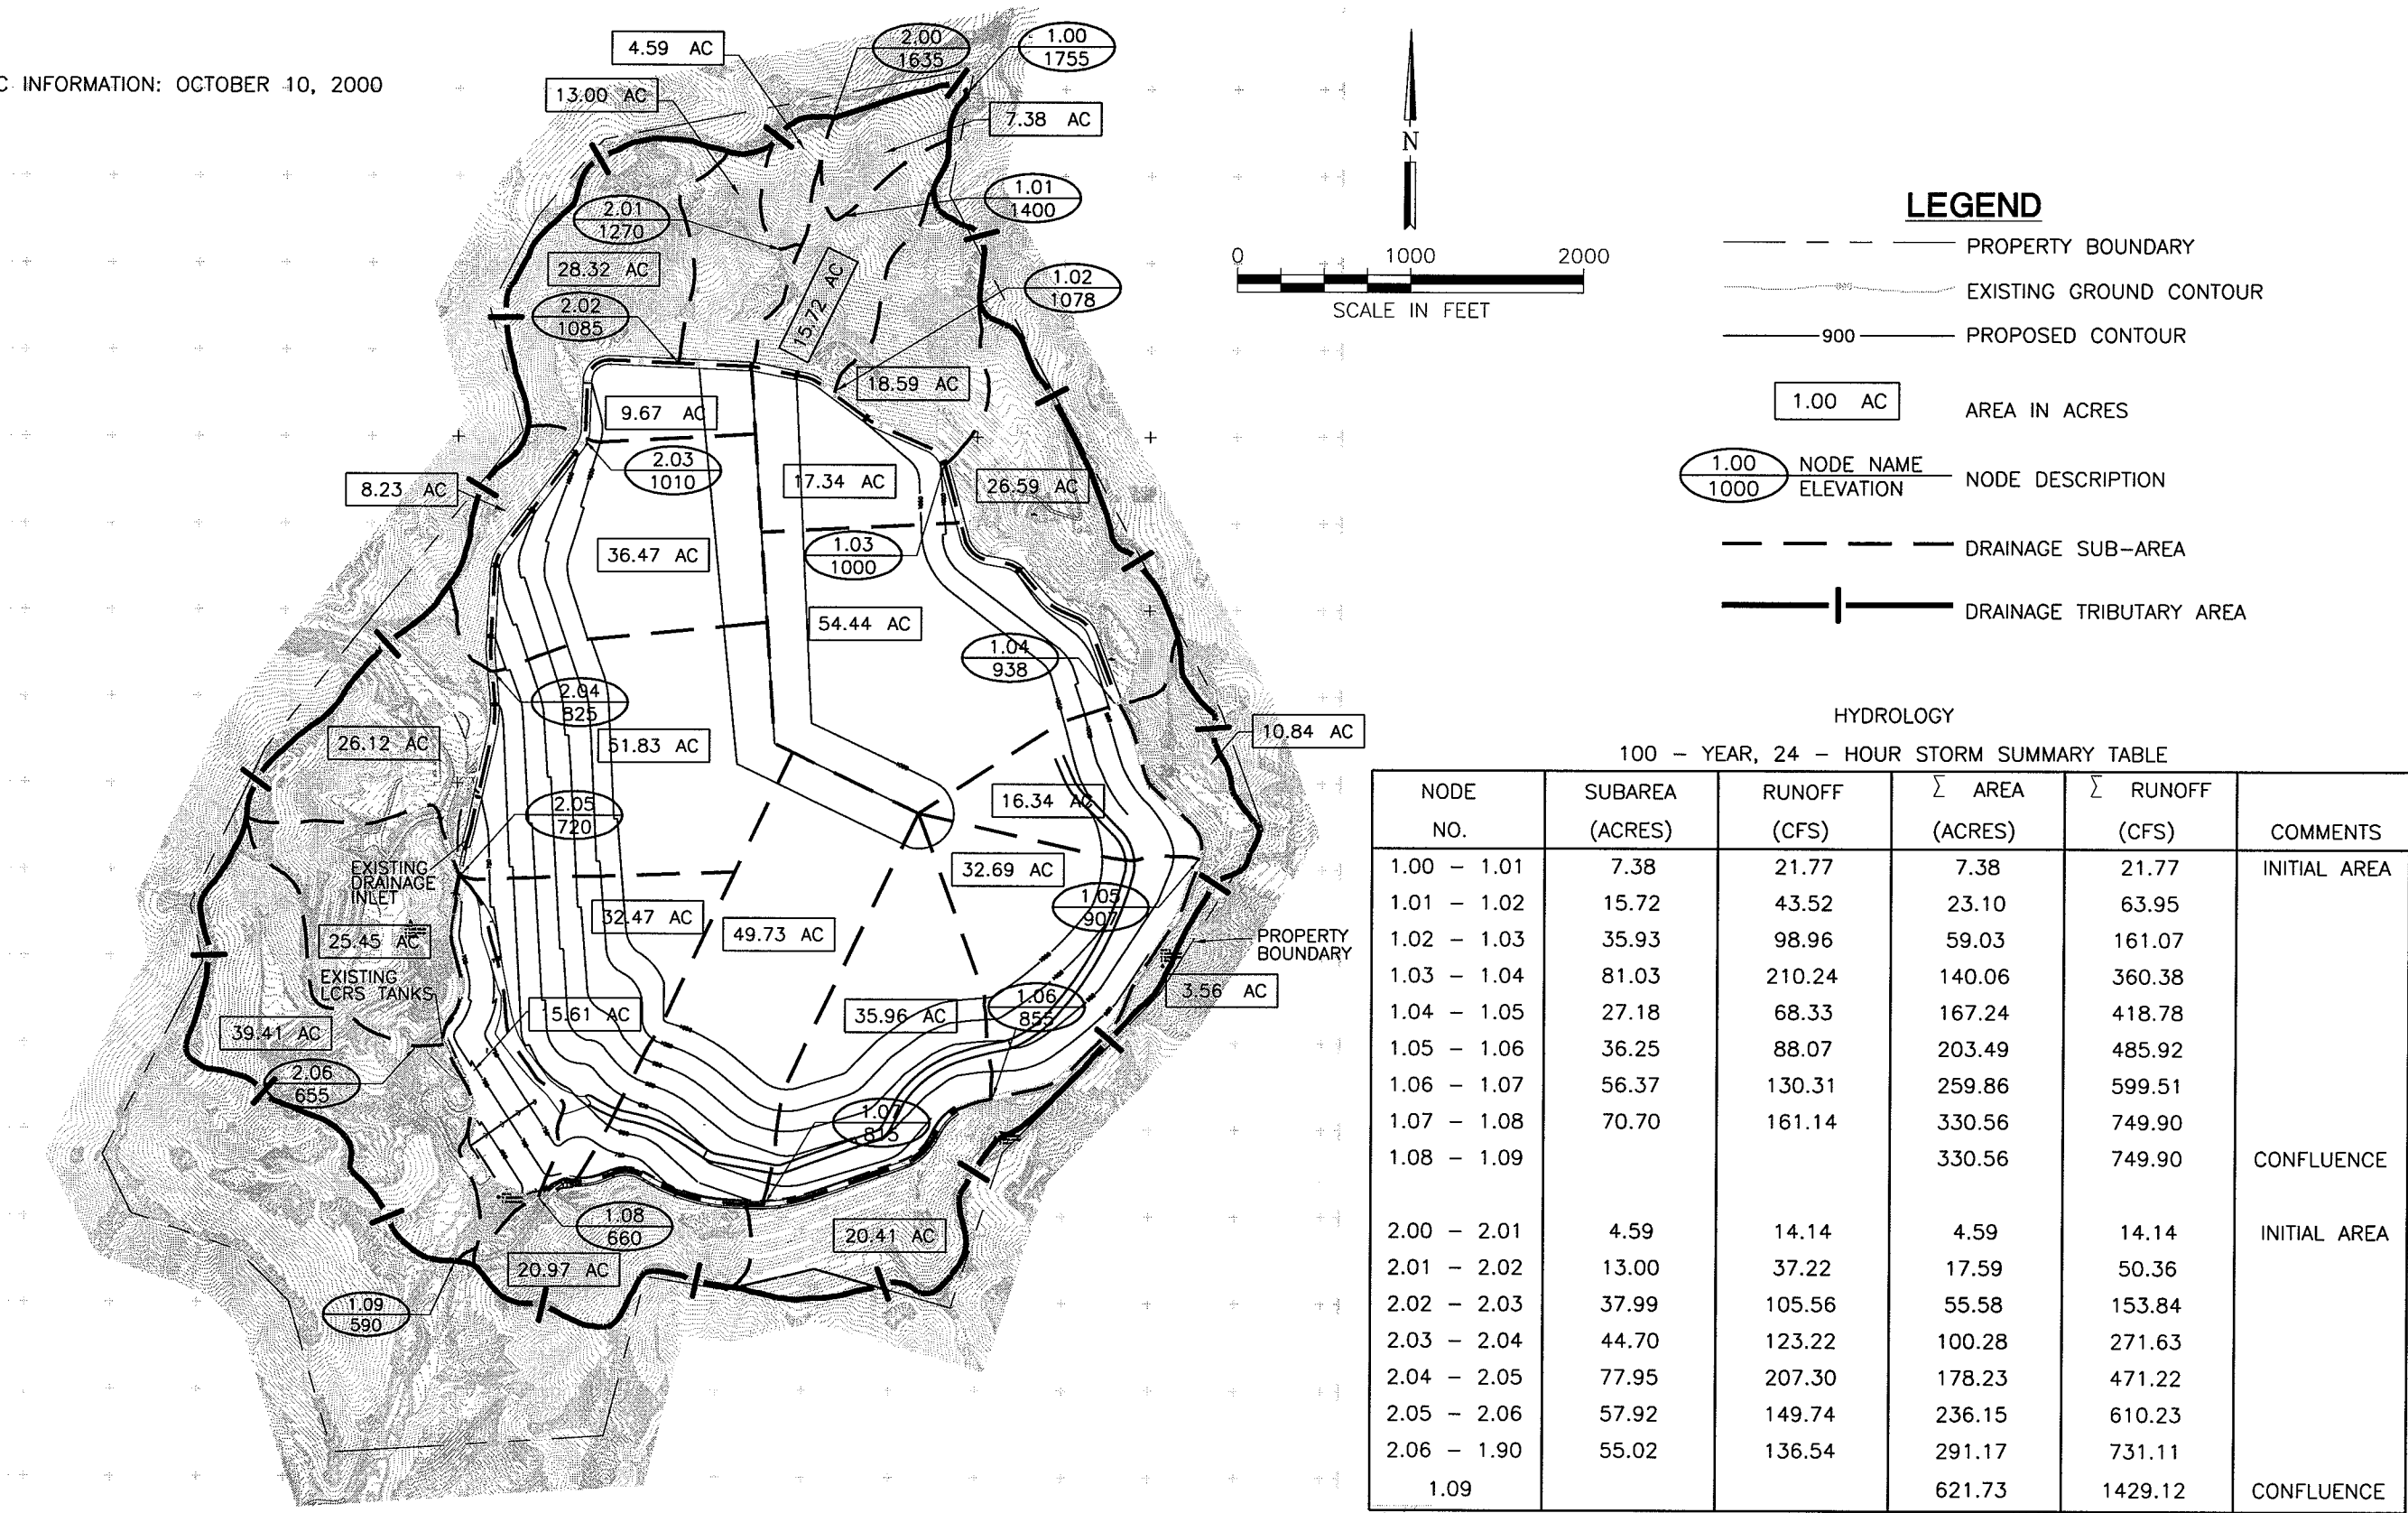 C INFORMATION: OCTOBER 10, 2000
4.59 AC
2.00
1635
1.00
1755
13.00 AC
7.38 AC
1.01
1400
2.01
1270
28.32 AC
15.72 AC
1.02
1078
2.02
1085
18.59 AC
9.67 AC
2.03
1010
17.34 AC
26.59 AC
8.23 AC
36.47 AC
1.03
1000
54.44 AC
1.04
938
2.04
825
26.12 AC
51.83 AC
10.84 AC
2.05
720
16.34 AC
EXISTING
DRAINAGE
INLET
32.69 AC
1.05
907
32.47 AC
49.73 AC
25.45 AC
PROPERTY
BOUNDARY
EXISTING
LCRS TANKS
3.56 AC
1.06
855
15.61 AC
35.96 AC
39.41 AC
2.06
655
1.07
815
1.08
660
20.41 AC
20.97 AC
1.09
590
N
0 1000 2000
SCALE IN FEET
LEGEND
PROPERTY BOUNDARY
EXISTING GROUND CONTOUR
900 PROPOSED CONTOUR
1.00 AC AREA IN ACRES
1.00 NODE NAME
1000 ELEVATION
NODE DESCRIPTION
DRAINAGE SUB-AREA
DRAINAGE TRIBUTARY AREA
HYDROLOGY
100 - YEAR, 24 - HOUR STORM SUMMARY TABLE
NODE SUBAREA RUNOFF Σ AREA Σ RUNOFF
NO. (ACRES) (CFS) (ACRES) (CFS) COMMENTS
1.00 - 1.01 7.38 21.77 7.38 21.77 INITIAL AREA
1.01 - 1.02 15.72 43.52 23.10 63.95
1.02 - 1.03 35.93 98.96 59.03 161.07
1.03 - 1.04 81.03 210.24 140.06 360.38
1.04 - 1.05 27.18 68.33 167.24 418.78
1.05 - 1.06 36.25 88.07 203.49 485.92
1.06 - 1.07 56.37 130.31 259.86 599.51
1.07 - 1.08 70.70 161.14 330.56 749.90
1.08 - 1.09 330.56 749.90 CONFLUENCE
2.00 - 2.01 4.59 14.14 4.59 14.14 INITIAL AREA
2.01 - 2.02 13.00 37.22 17.59 50.36
2.02 - 2.03 37.99 105.56 55.58 153.84
2.03 - 2.04 44.70 123.22 100.28 271.63
2.04 - 2.05 77.95 207.30 178.23 471.22
2.05 - 2.06 57.92 149.74 236.15 610.23
2.06 - 1.90 55.02 136.54 291.17 731.11
1.09 621.73 1429.12 CONFLUENCE